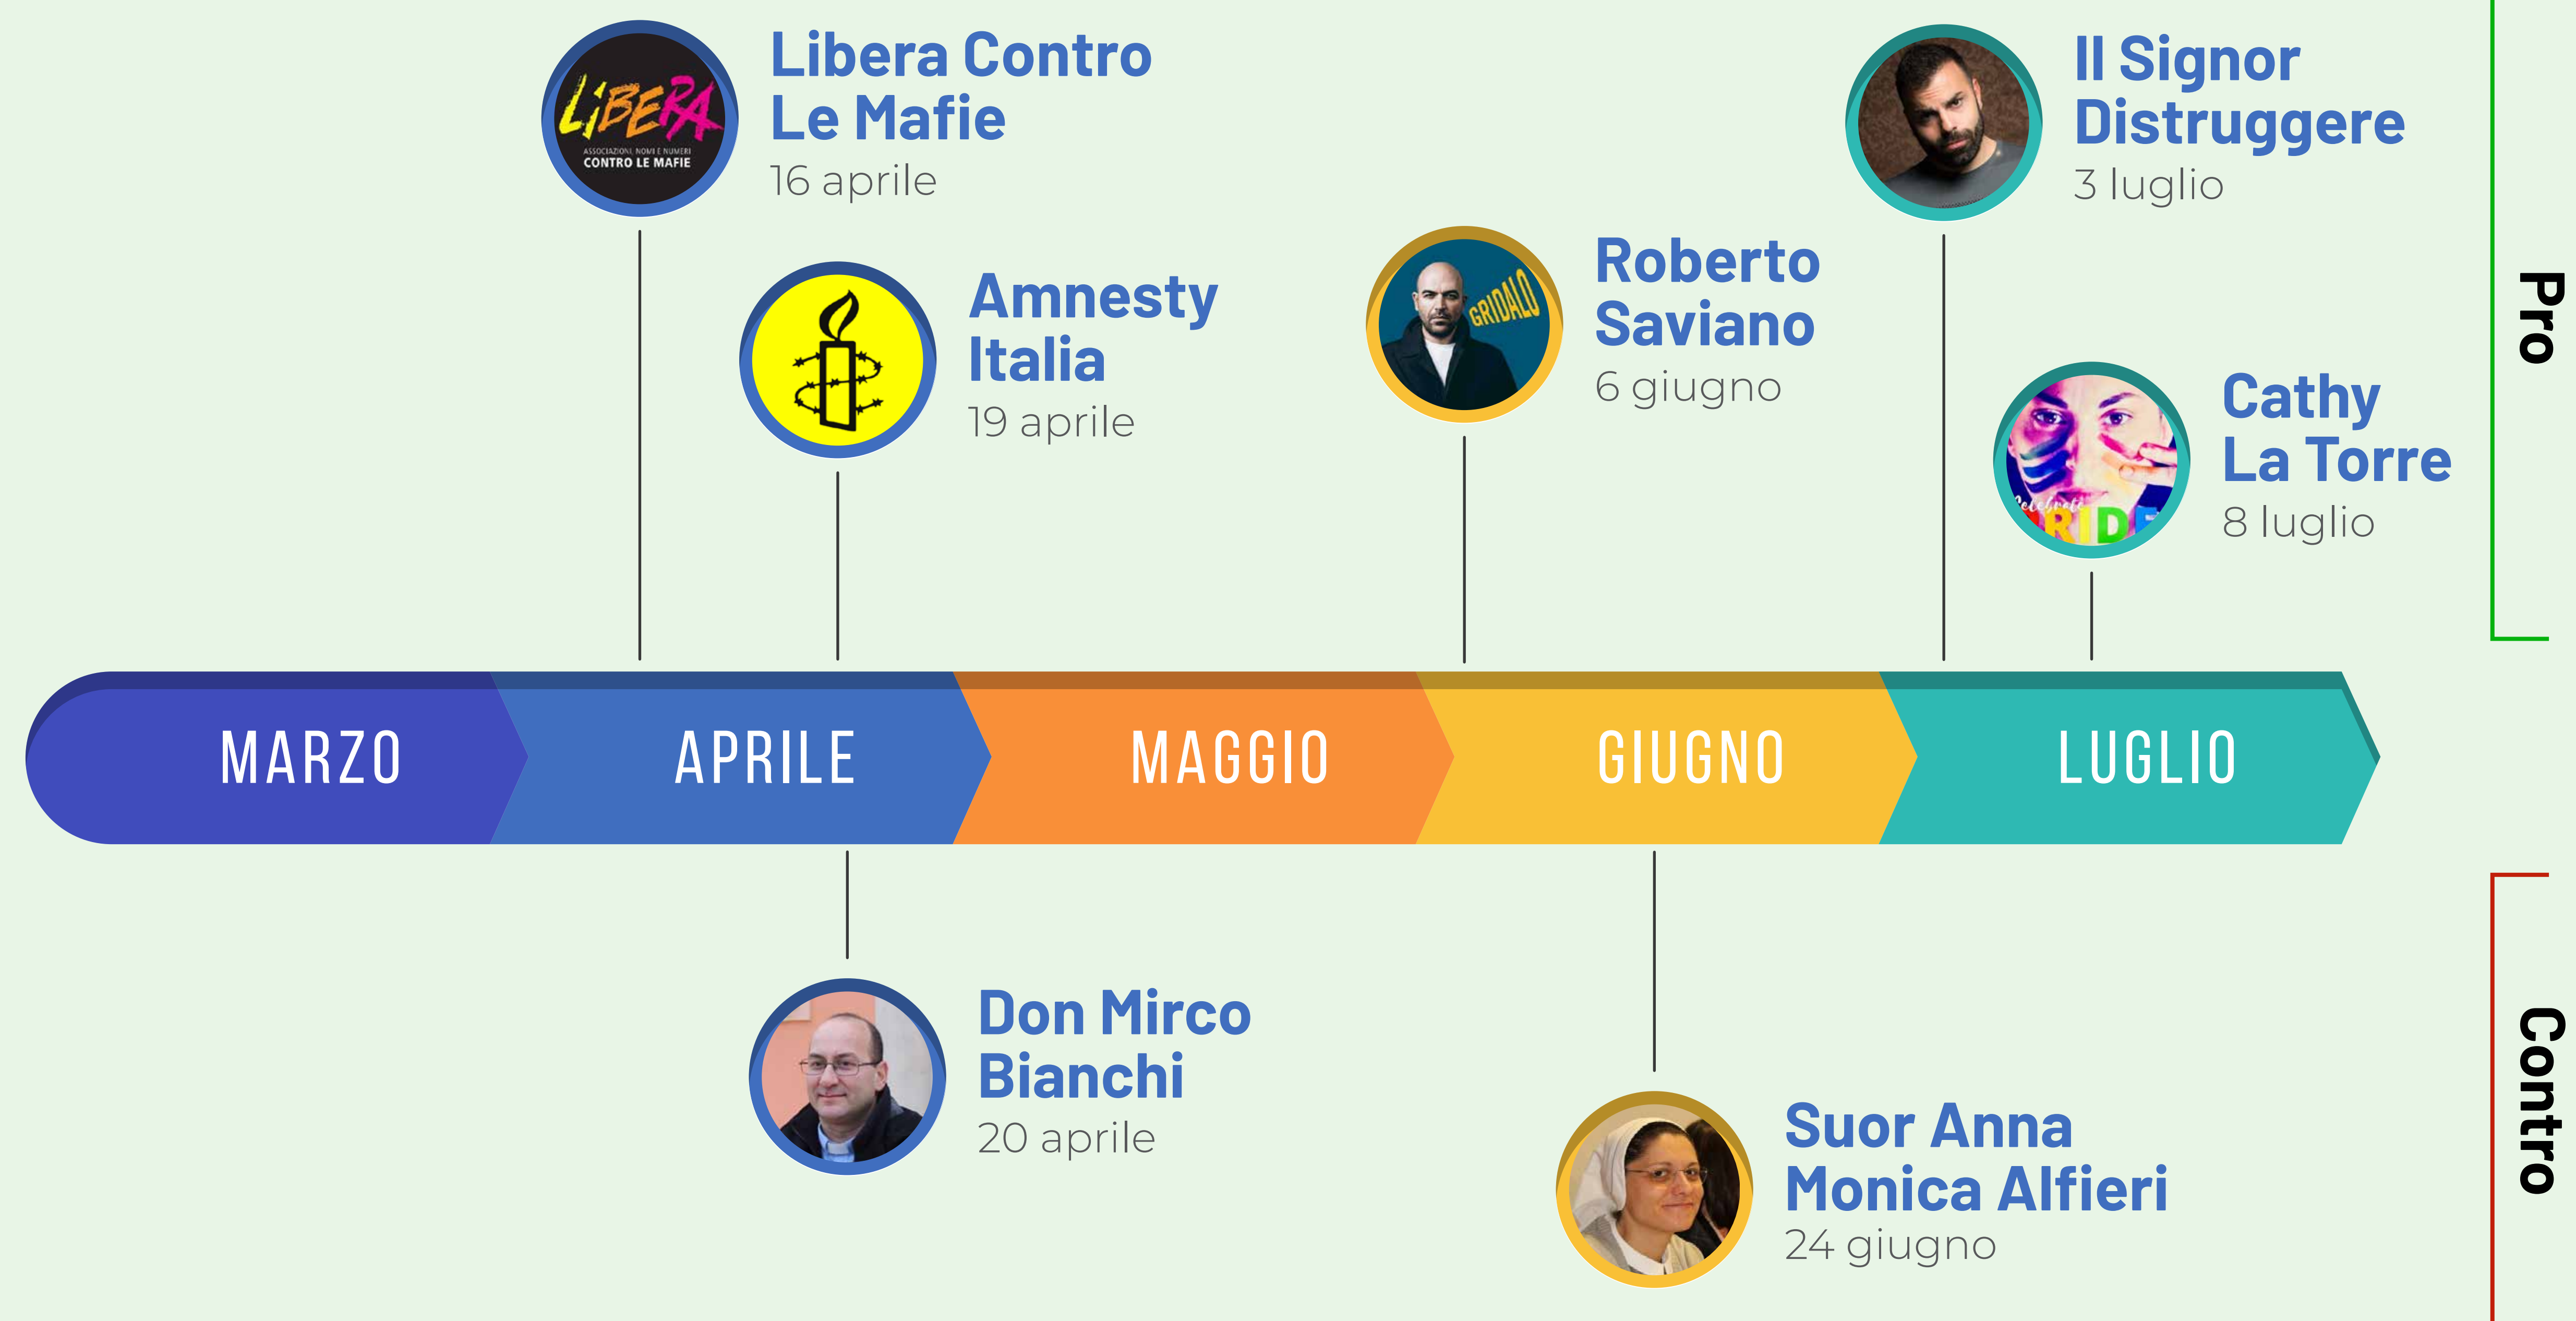 LiBERA
ASSOCIAZIONI, NOMI E NUMERI
CONTRO LE MAFIE
Libera Contro
Le Mafie
16 aprile
Amnesty
Italia
19 aprile
GRIDALO
Roberto
Saviano
6 giugno
Il Signor
Distruggere
3 luglio
Celebrate
RIDE
Cathy
La Torre
8 luglio
Pro
MARZO
APRILE
MAGGIO
GIUGNO
LUGLIO
Don Mirco
Bianchi
20 aprile
Suor Anna
Monica Alfieri
24 giugno
Contro